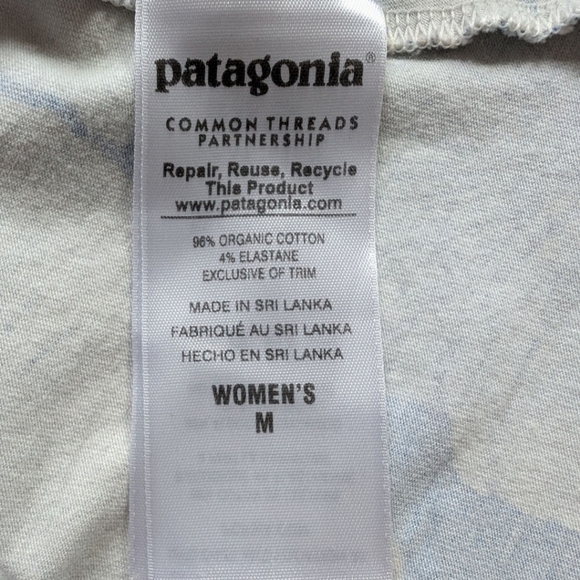 patagonia®
COMMON THREADS
PARTNERSHIP
Repair, Reuse, Recycle
This Product
www.patagonia.com
96% ORGANIC COTTON
4% ELASTANE
EXCLUSIVE OF TRIM
MADE IN SRI LANKA
FABRIQUÉ AU SRI LANKA
HECHO EN SRI LANKA
WOMEN'S
M